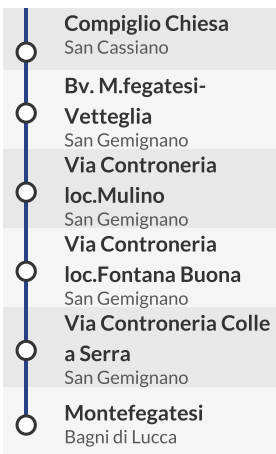 Compiglio Chiesa
San Cassiano
Bv. M.fegatesi-
Vetteglia
San Gemignano
Via Controneria
loc.Mulino
San Gemignano
Via Controneria
loc.Fontana Buona
San Gemignano
Via Controneria Colle
a Serra
San Gemignano
Montefegatesi
Bagni di Lucca